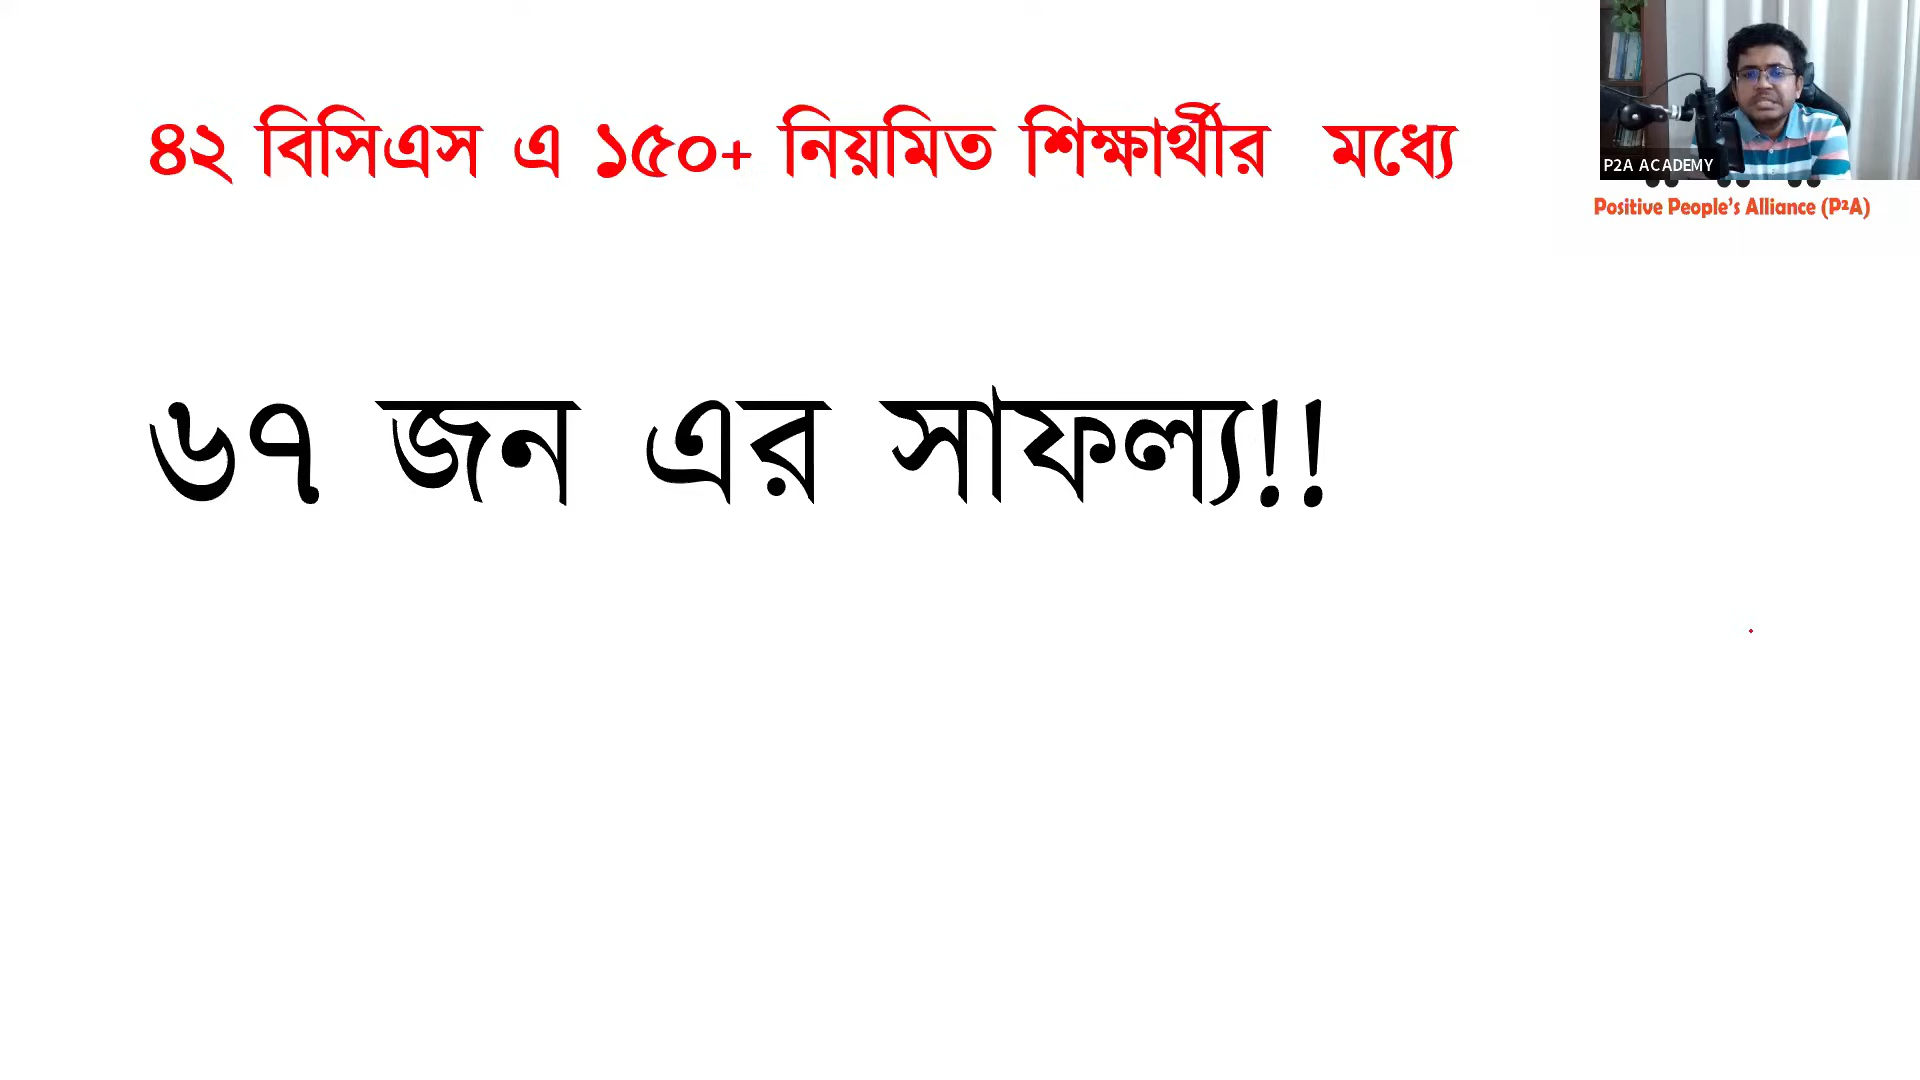 ৪২ বিসিএস এ ১৫০+ নিয়মিত শিক্ষার্থীর মধ্যে
P2A ACADEMY
Positive People's Alliance (P²A)
৬৭ জন এর সাফল্য!!